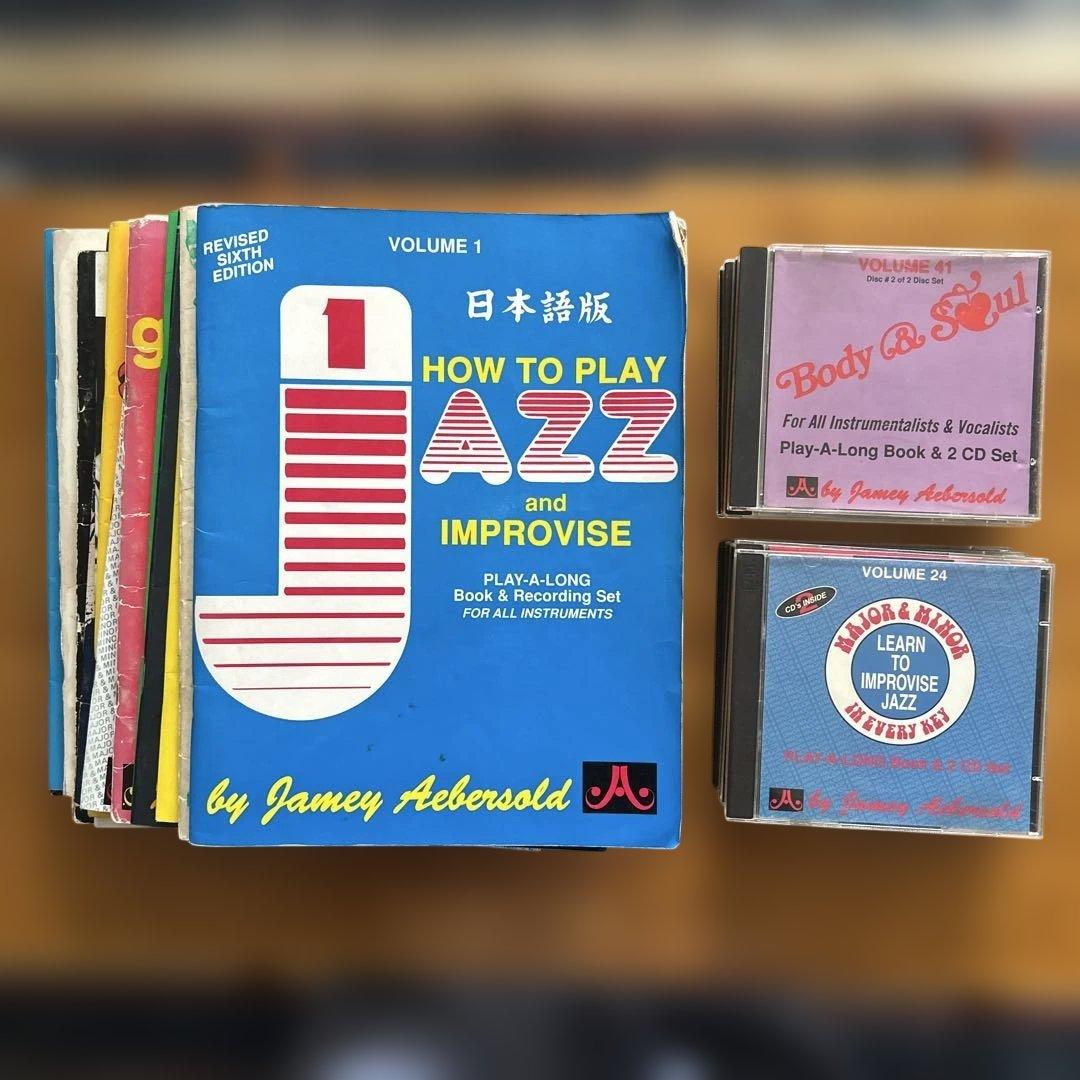 REVISED
SIXTH
EDITION
VOLUME 1
1
日本語版
HOW TO PLAY
JAZZ
and
IMPROVISE
PLAY-A-LONG
Book & Recording Set
FOR ALL INSTRUMENTS
by Jamey Aebersold
VOLUME 41
Disc # 2 of 2 Disc Set
Body & Soul
For All Instrumentalists & Vocalists
Play-A-Long Book & 2 CD Set
by Jamey Aebersold
VOLUME 24
2
CD's INSIDE
MAJOR & MINOR
LEARN
TO
IMPROVISE
JAZZ
IN EVERY KEY
PLAY-A-LONG Book & 2 CD Set
by Jamey Aebersold